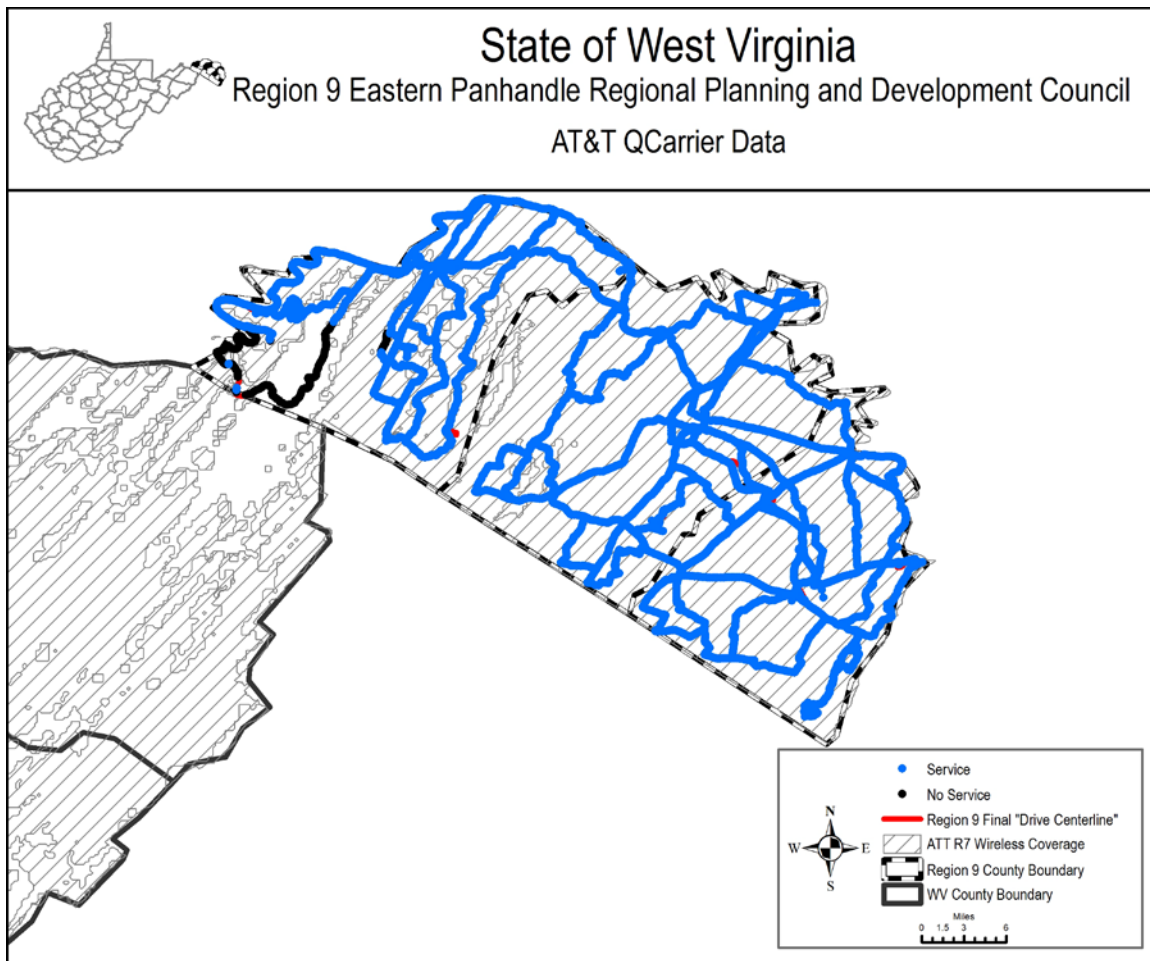 State of West Virginia
Region 9 Eastern Panhandle Regional Planning and Development Council
AT&T QCarrier Data
Service
No Service
Region 9 Final "Drive Centerline"
ATT R7 Wireless Coverage
Region 9 County Boundary
WV County Boundary
N
W E
S
Miles
0 1.5 3 6